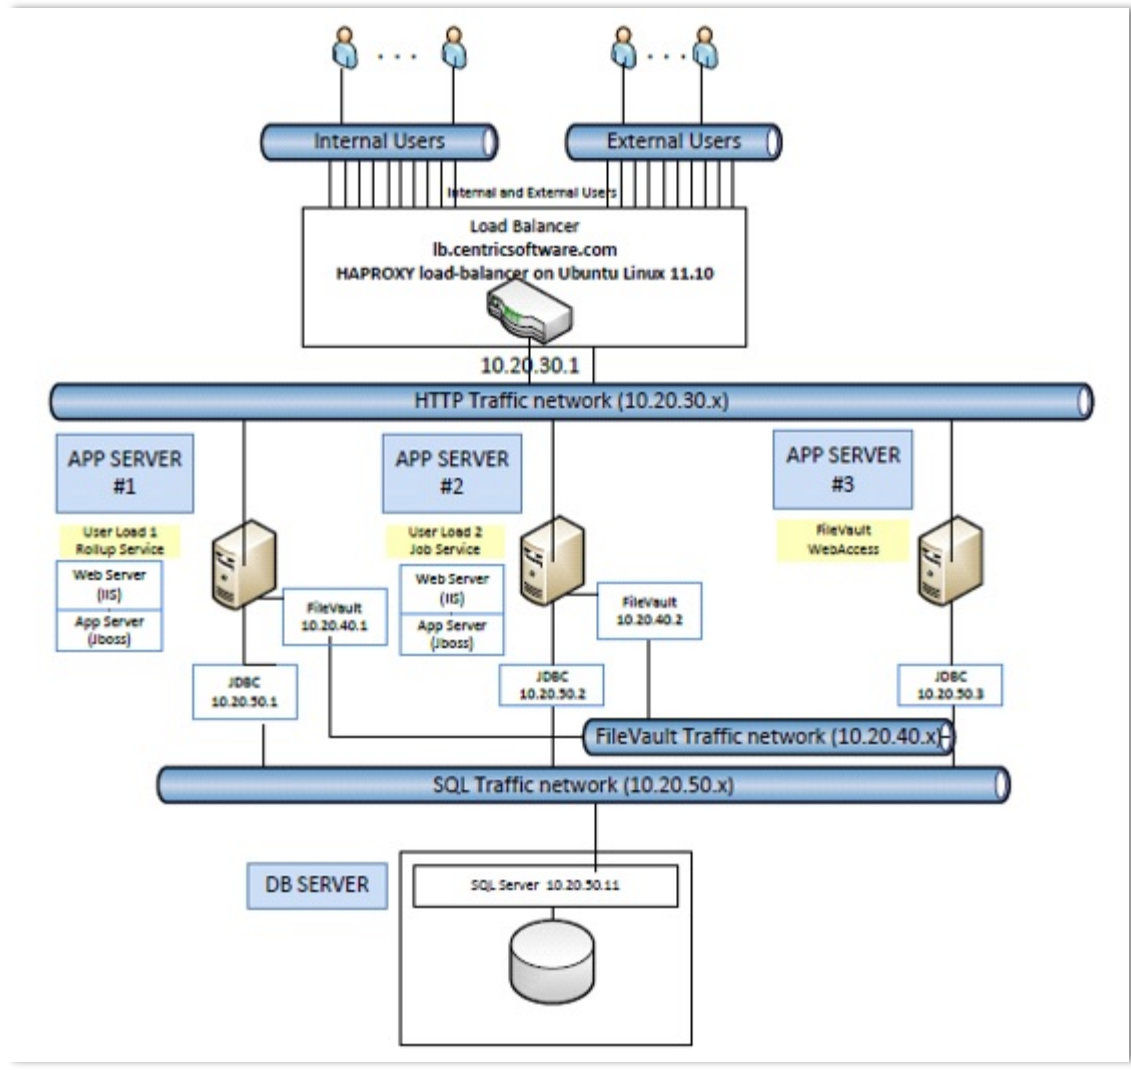 Internal Users
External Users
Internal and External Users
Load Balancer
lb.centricsoftware.com
HAPROXY load-balancer on Ubuntu Linux 11.10
10.20.30.1
HTTP Traffic network (10.20.30.x)
APP SERVER
#1
User Load 1
Rollup Service
Web Server
(IIS)
App Server
(Jboss)
FileVault
10.20.40.1
JDBC
10.20.50.1
APP SERVER
#2
User Load 2
Job Service
Web Server
(IIS)
App Server
(Jboss)
FileVault
10.20.40.2
JDBC
10.20.50.2
APP SERVER
#3
FileVault
WebAccess
JDBC
10.20.50.3
FileVault Traffic network (10.20.40.x)
SQL Traffic network (10.20.50.x)
DB SERVER
SQL Server 10.20.50.11